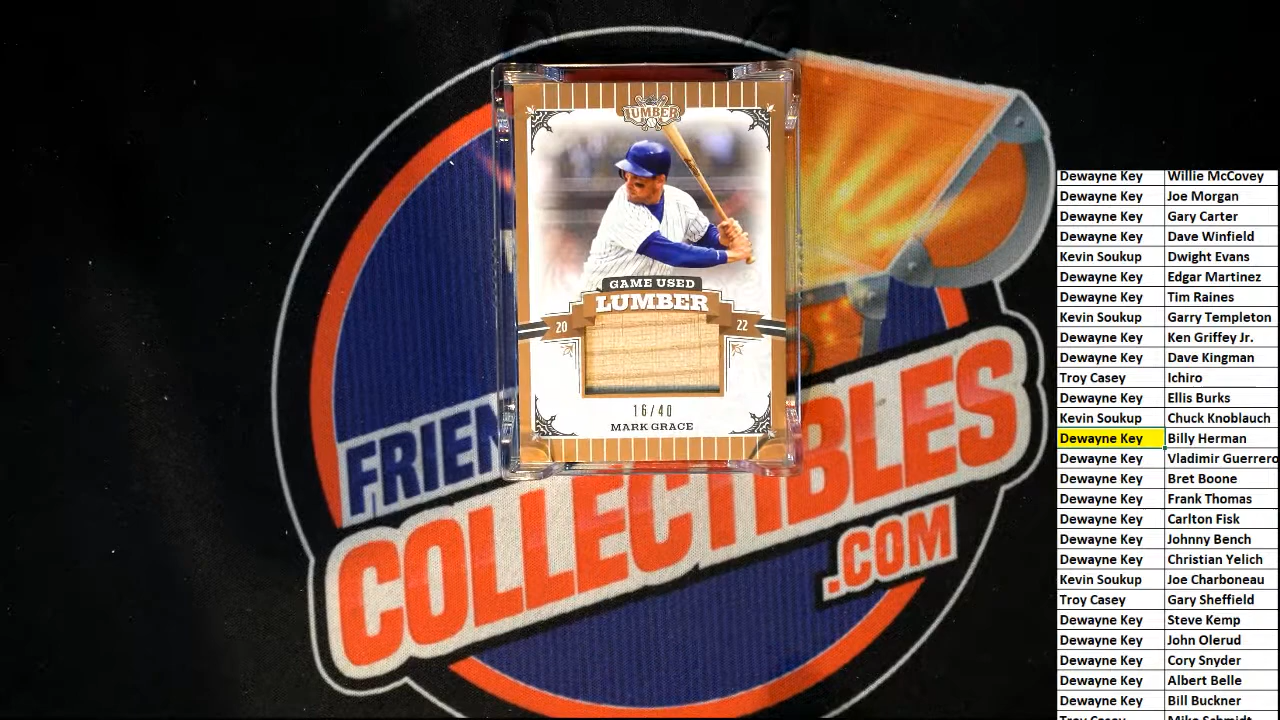 LUMBER
GAME USED
LUMBER
20 22
16/40
MARK GRACE
FRIEN
COLLECTIBLES
.COM
Dewayne Key Willie McCovey
Dewayne Key Joe Morgan
Dewayne Key Gary Carter
Dewayne Key Dave Winfield
Kevin Soukup Dwight Evans
Dewayne Key Edgar Martinez
Dewayne Key Tim Raines
Kevin Soukup Garry Templeton
Dewayne Key Ken Griffey Jr.
Dewayne Key Dave Kingman
Troy Casey Ichiro
Dewayne Key Ellis Burks
Kevin Soukup Chuck Knoblauch
Dewayne Key Billy Herman
Dewayne Key Vladimir Guerrero
Dewayne Key Bret Boone
Dewayne Key Frank Thomas
Dewayne Key Carlton Fisk
Dewayne Key Johnny Bench
Dewayne Key Christian Yelich
Kevin Soukup Joe Charboneau
Troy Casey Gary Sheffield
Dewayne Key Steve Kemp
Dewayne Key John Olerud
Dewayne Key Cory Snyder
Dewayne Key Albert Belle
Dewayne Key Bill Buckner
Troy Casey Mike Schmidt